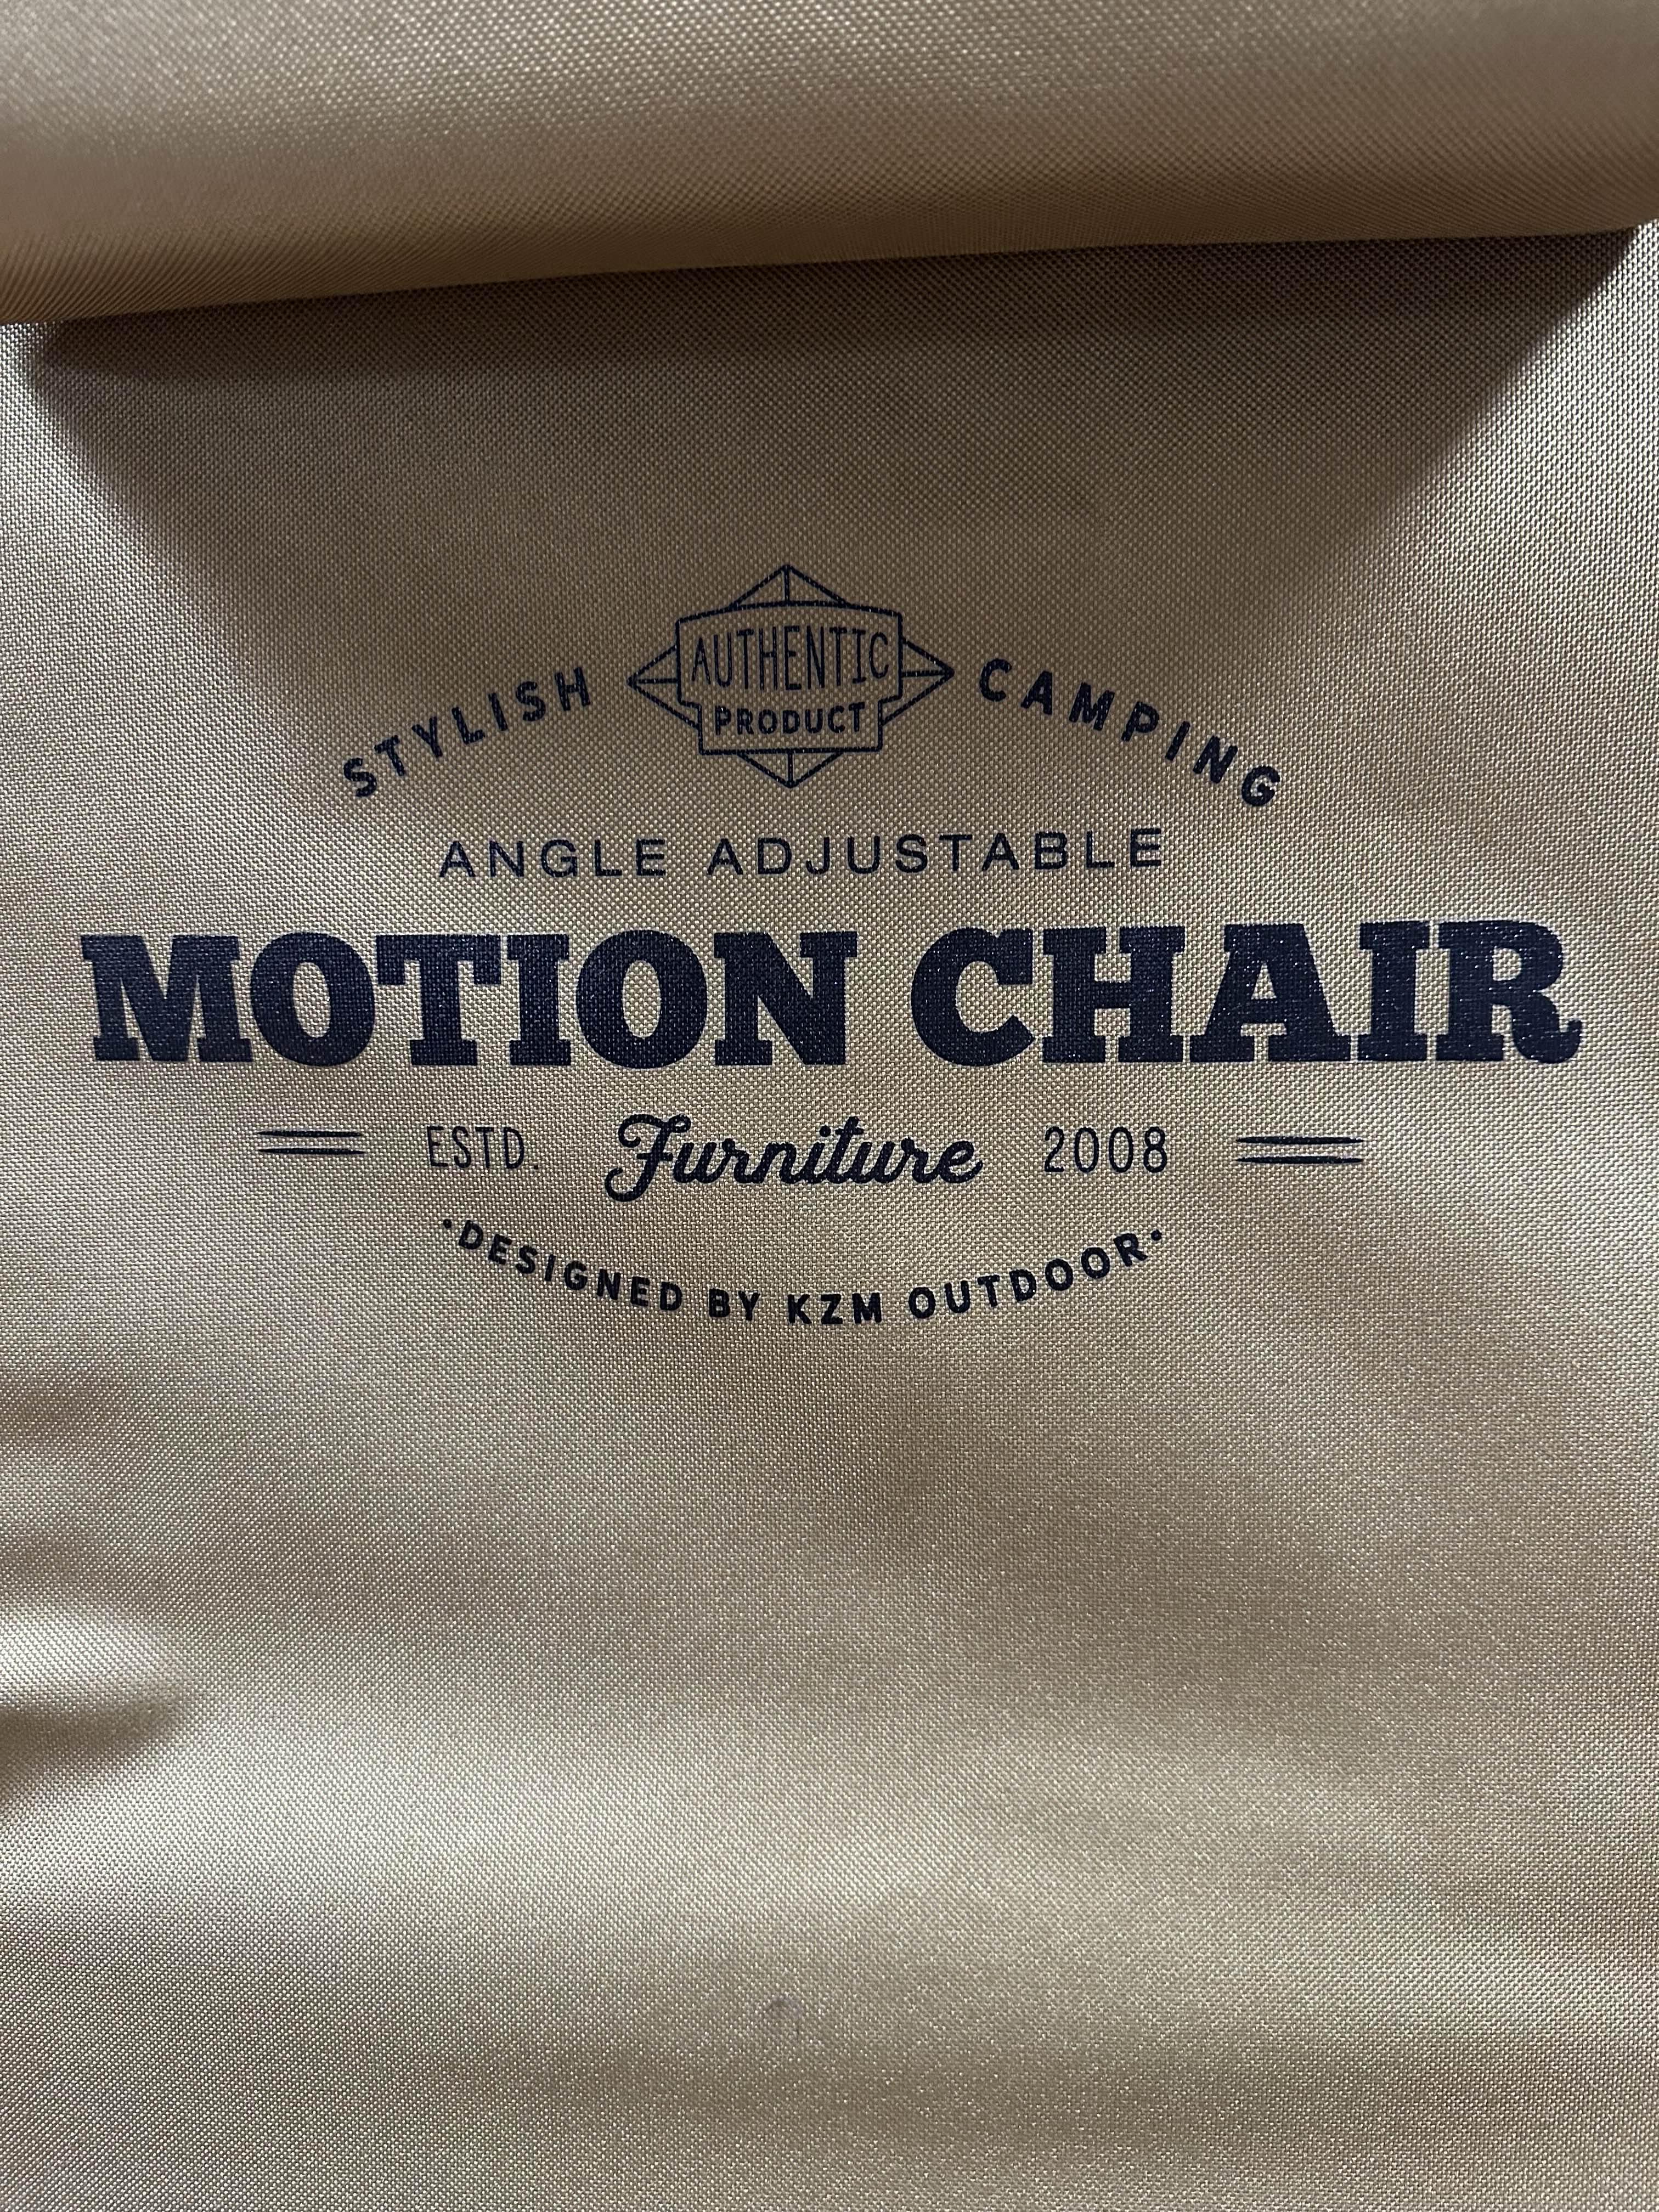 STYLISH AUTHENTIC CAMPING
PRODUCT
ANGLE ADJUSTABLE
MOTION CHAIR
ESTD. Furniture 2008
•DESIGNED BY KZM OUTDOOR•